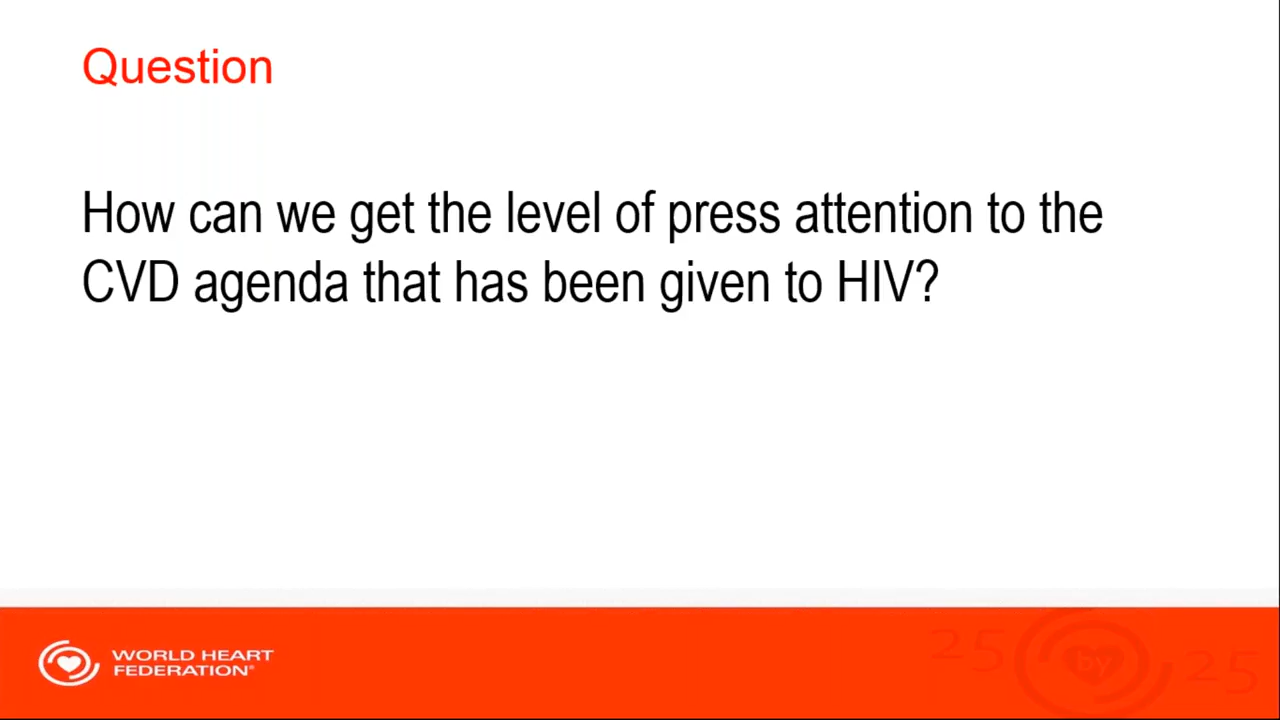 Question
How can we get the level of press attention to the
CVD agenda that has been given to HIV?
WORLD HEART
FEDERATION®
25 by 25